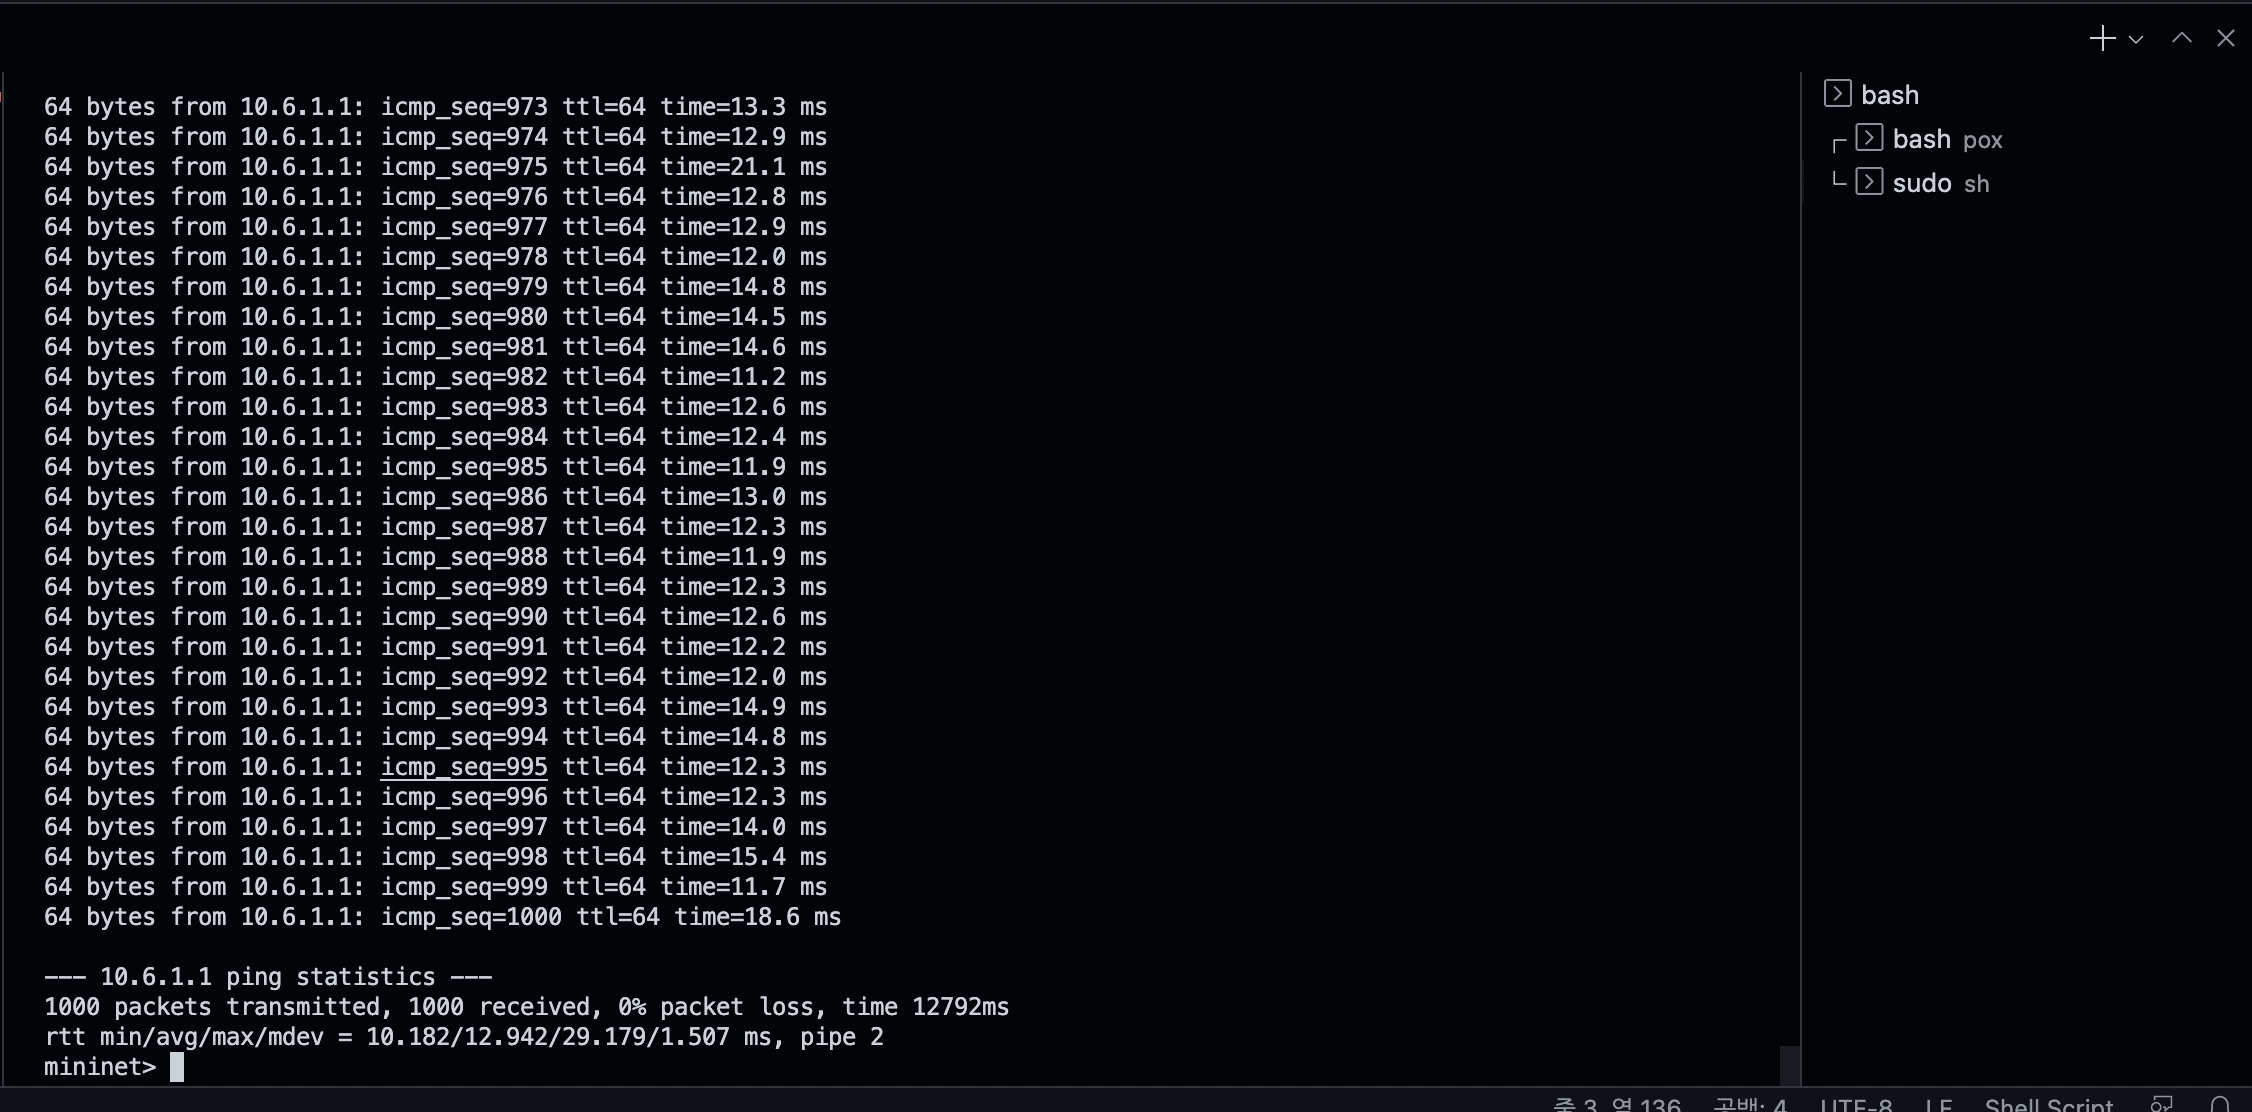 64 bytes from 10.6.1.1: icmp_seq=973 ttl=64 time=13.3 ms
64 bytes from 10.6.1.1: icmp_seq=974 ttl=64 time=12.9 ms
64 bytes from 10.6.1.1: icmp_seq=975 ttl=64 time=21.1 ms
64 bytes from 10.6.1.1: icmp_seq=976 ttl=64 time=12.8 ms
64 bytes from 10.6.1.1: icmp_seq=977 ttl=64 time=12.9 ms
64 bytes from 10.6.1.1: icmp_seq=978 ttl=64 time=12.0 ms
64 bytes from 10.6.1.1: icmp_seq=979 ttl=64 time=14.8 ms
64 bytes from 10.6.1.1: icmp_seq=980 ttl=64 time=14.5 ms
64 bytes from 10.6.1.1: icmp_seq=981 ttl=64 time=14.6 ms
64 bytes from 10.6.1.1: icmp_seq=982 ttl=64 time=11.2 ms
64 bytes from 10.6.1.1: icmp_seq=983 ttl=64 time=12.6 ms
64 bytes from 10.6.1.1: icmp_seq=984 ttl=64 time=12.4 ms
64 bytes from 10.6.1.1: icmp_seq=985 ttl=64 time=11.9 ms
64 bytes from 10.6.1.1: icmp_seq=986 ttl=64 time=13.0 ms
64 bytes from 10.6.1.1: icmp_seq=987 ttl=64 time=12.3 ms
64 bytes from 10.6.1.1: icmp_seq=988 ttl=64 time=11.9 ms
64 bytes from 10.6.1.1: icmp_seq=989 ttl=64 time=12.3 ms
64 bytes from 10.6.1.1: icmp_seq=990 ttl=64 time=12.6 ms
64 bytes from 10.6.1.1: icmp_seq=991 ttl=64 time=12.2 ms
64 bytes from 10.6.1.1: icmp_seq=992 ttl=64 time=12.0 ms
64 bytes from 10.6.1.1: icmp_seq=993 ttl=64 time=14.9 ms
64 bytes from 10.6.1.1: icmp_seq=994 ttl=64 time=14.8 ms
64 bytes from 10.6.1.1: icmp_seq=995 ttl=64 time=12.3 ms
64 bytes from 10.6.1.1: icmp_seq=996 ttl=64 time=12.3 ms
64 bytes from 10.6.1.1: icmp_seq=997 ttl=64 time=14.0 ms
64 bytes from 10.6.1.1: icmp_seq=998 ttl=64 time=15.4 ms
64 bytes from 10.6.1.1: icmp_seq=999 ttl=64 time=11.7 ms
64 bytes from 10.6.1.1: icmp_seq=1000 ttl=64 time=18.6 ms
--- 10.6.1.1 ping statistics ---
1000 packets transmitted, 1000 received, 0% packet loss, time 12792ms
rtt min/avg/max/mdev = 10.182/12.942/29.179/1.507 ms, pipe 2
mininet>
bash
bash pox
sudo sh
줄 3, 열 136 공백: 4 UTF-8 LF Shell Script